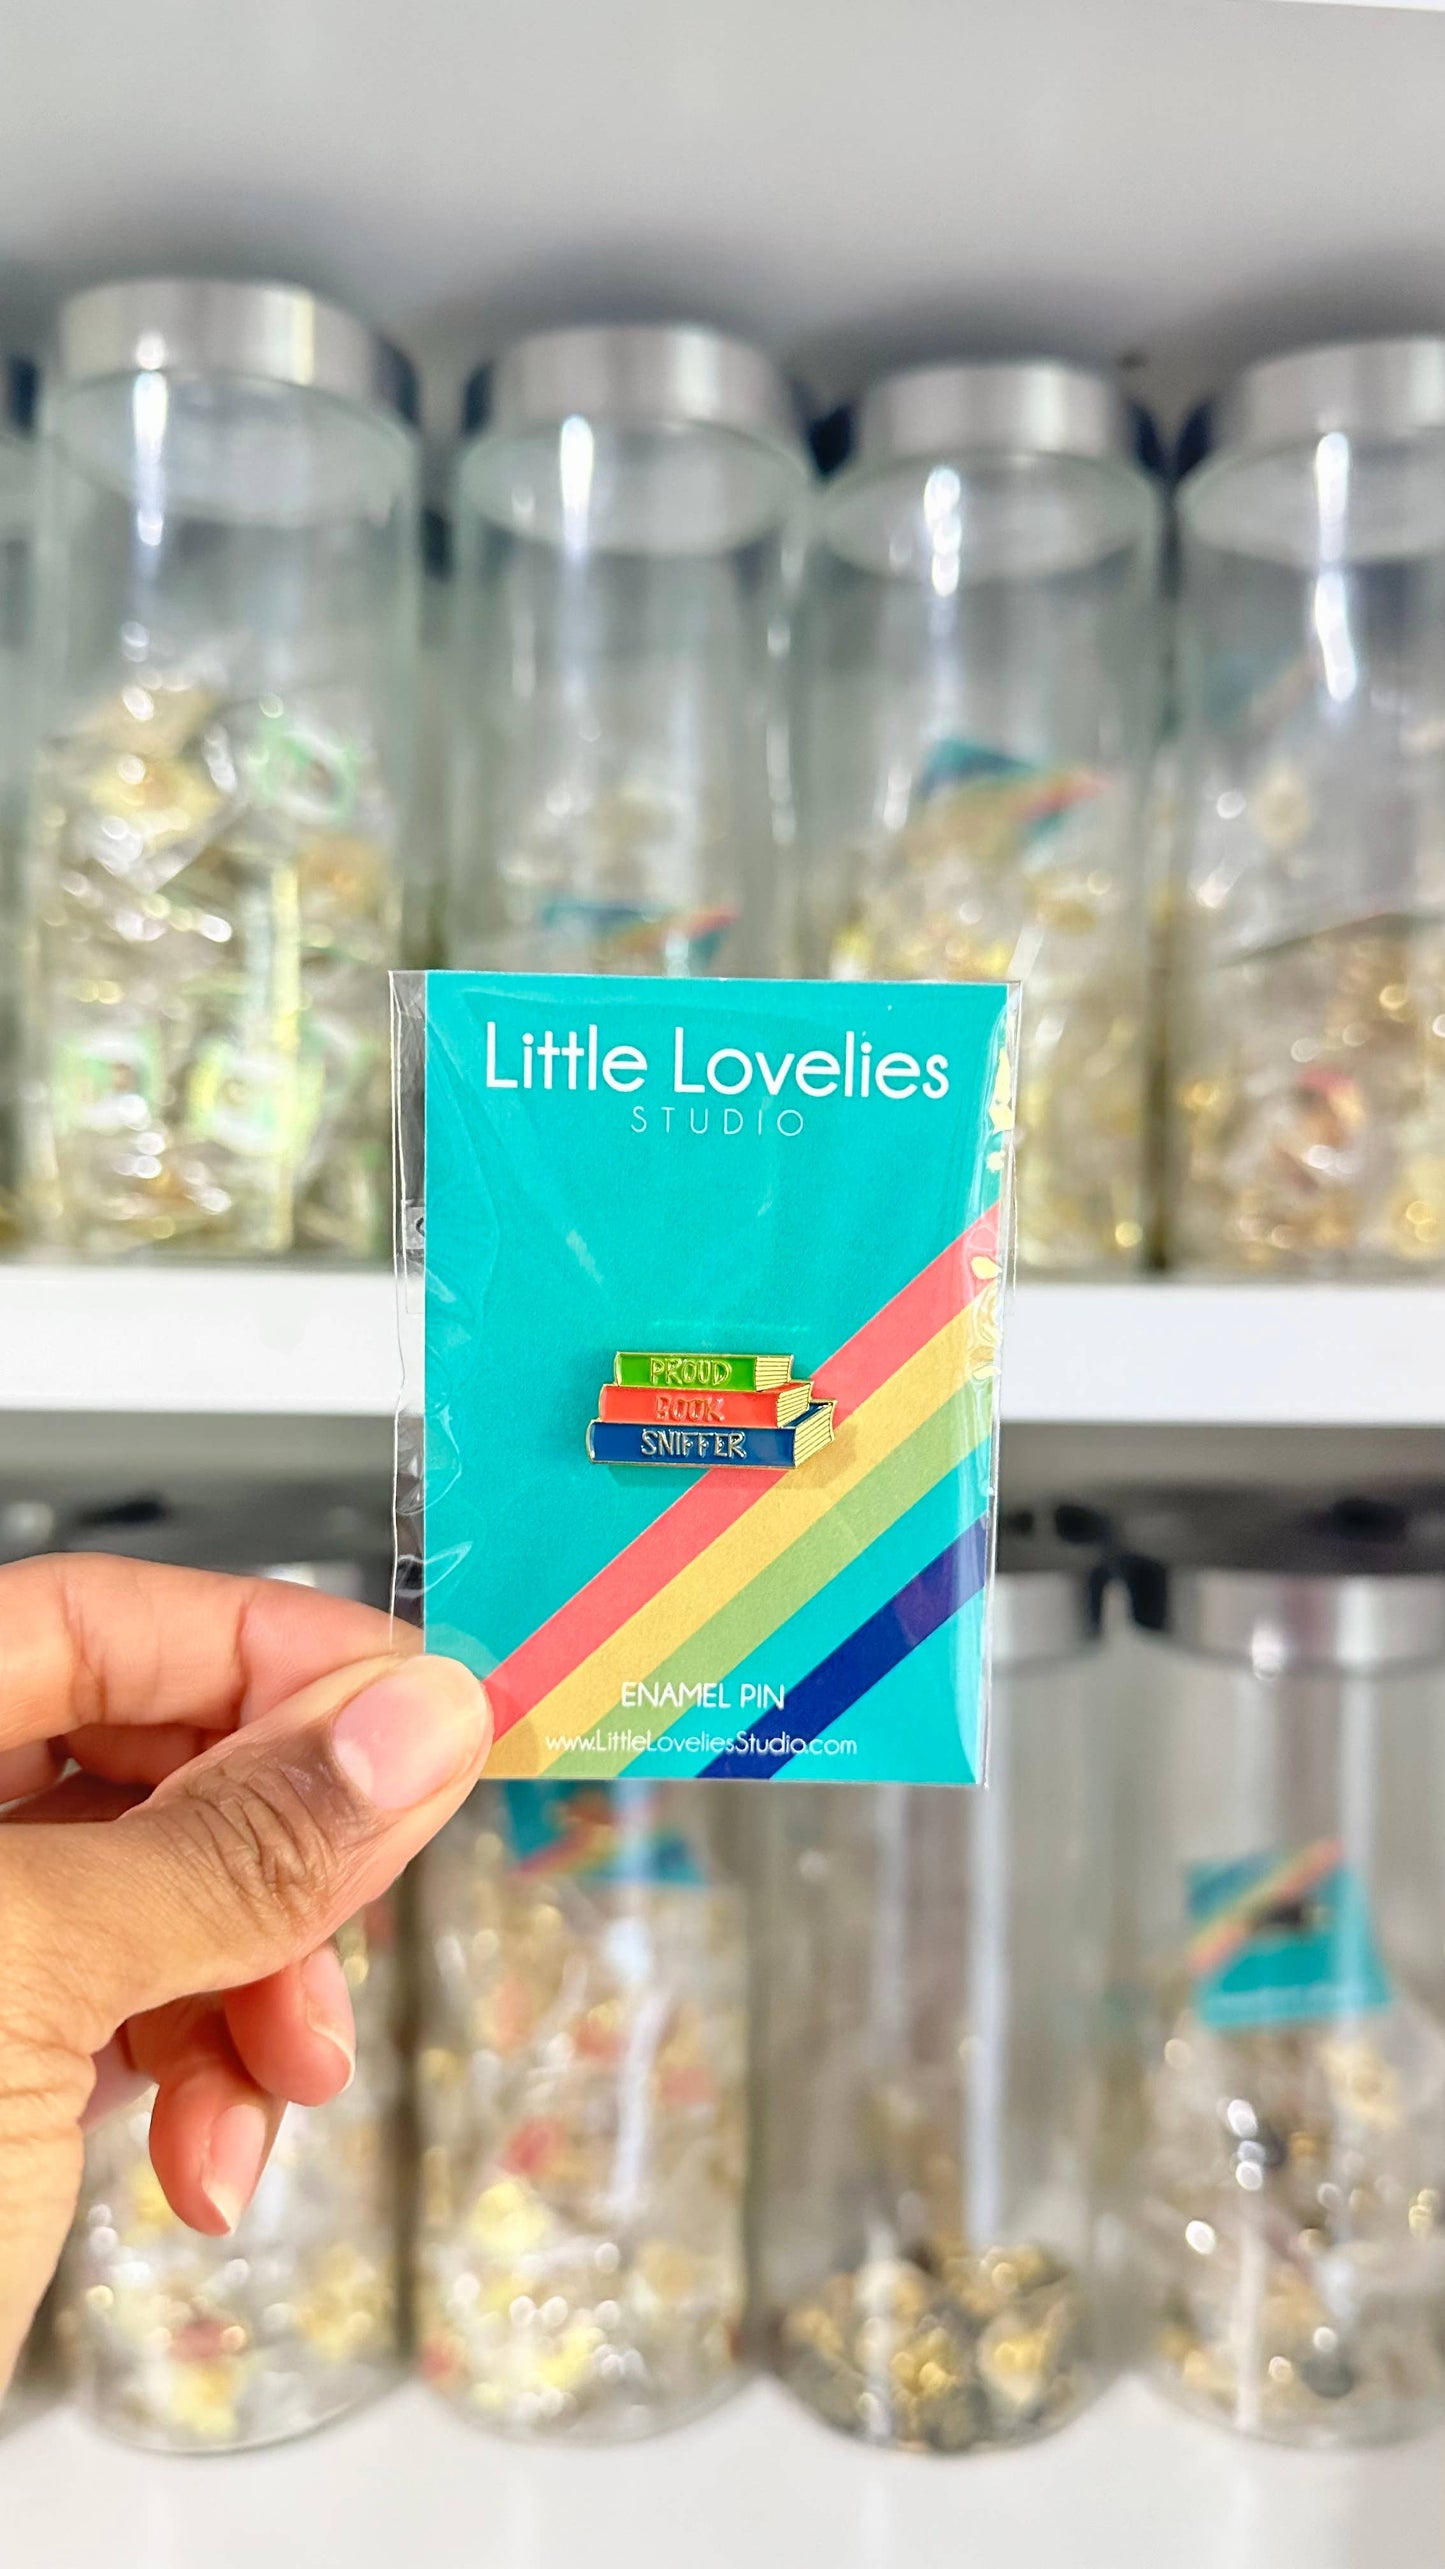 Little Lovelies
STUDIO
PROUD
BOOK
SNIFFER
ENAMEL PIN
www.LittleLoveliesStudio.com